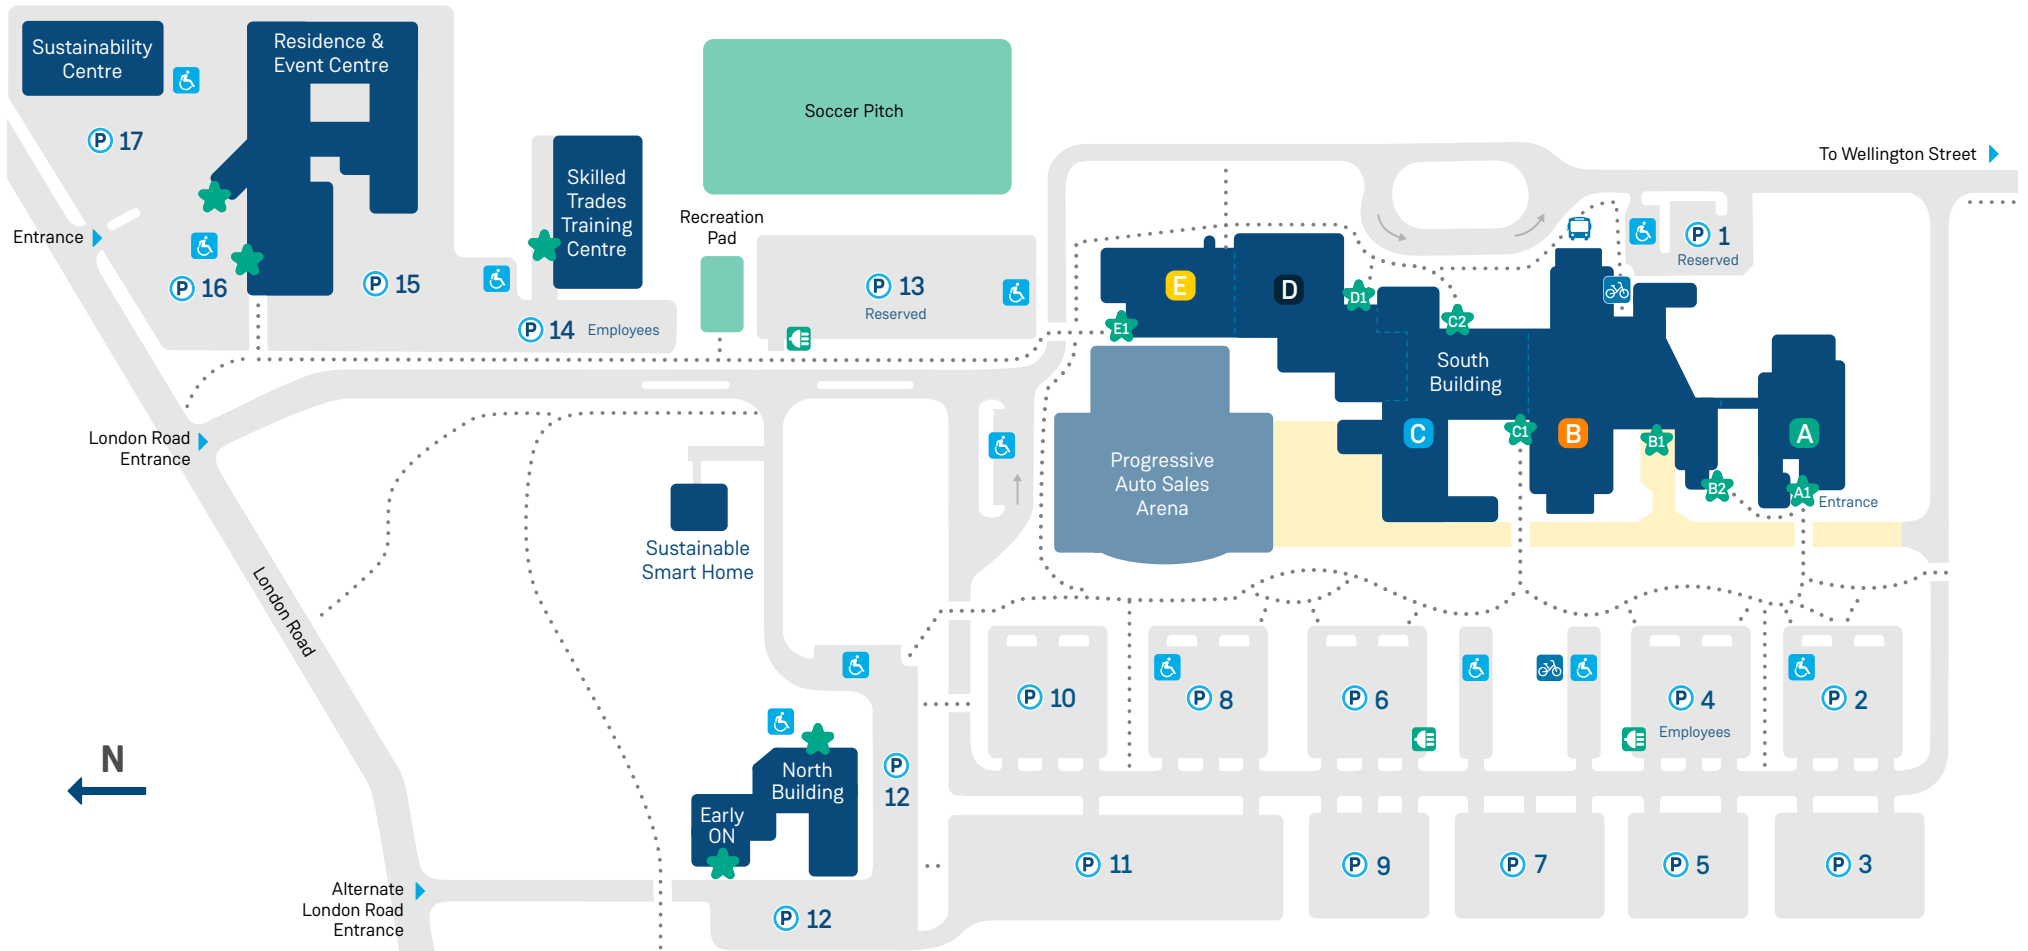 Sustainability
Centre
Residence &
Event Centre
P 17
Entrance
P 16
P 15
Skilled
Trades
Training
Centre
P 14 Employees
Soccer Pitch
Recreation
Pad
P 13
Reserved
To Wellington Street
P 1
Reserved
E
D
D1
C2
E1
South
Building
C
C1
B
B1
B2
A
A1
Entrance
Progressive
Auto Sales
Arena
London Road
Entrance
Sustainable
Smart Home
London Road
N
P 10
P 8
P 6
P 4
Employees
P 2
North
Building
P
12
Early
ON
P 11
P 9
P 7
P 5
P 3
Alternate
London Road
Entrance
P 12